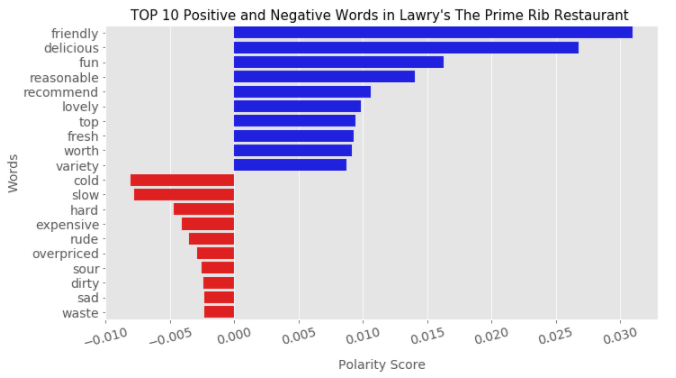 TOP 10 Positive and Negative Words in Lawry's The Prime Rib Restaurant
friendly
delicious
fun
reasonable
recommend
lovely
top
fresh
worth
variety
cold
slow
hard
expensive
rude
overpriced
sour
dirty
sad
waste
Words
−0.010 −0.005 0.000 0.005 0.010 0.015 0.020 0.025 0.030
Polarity Score